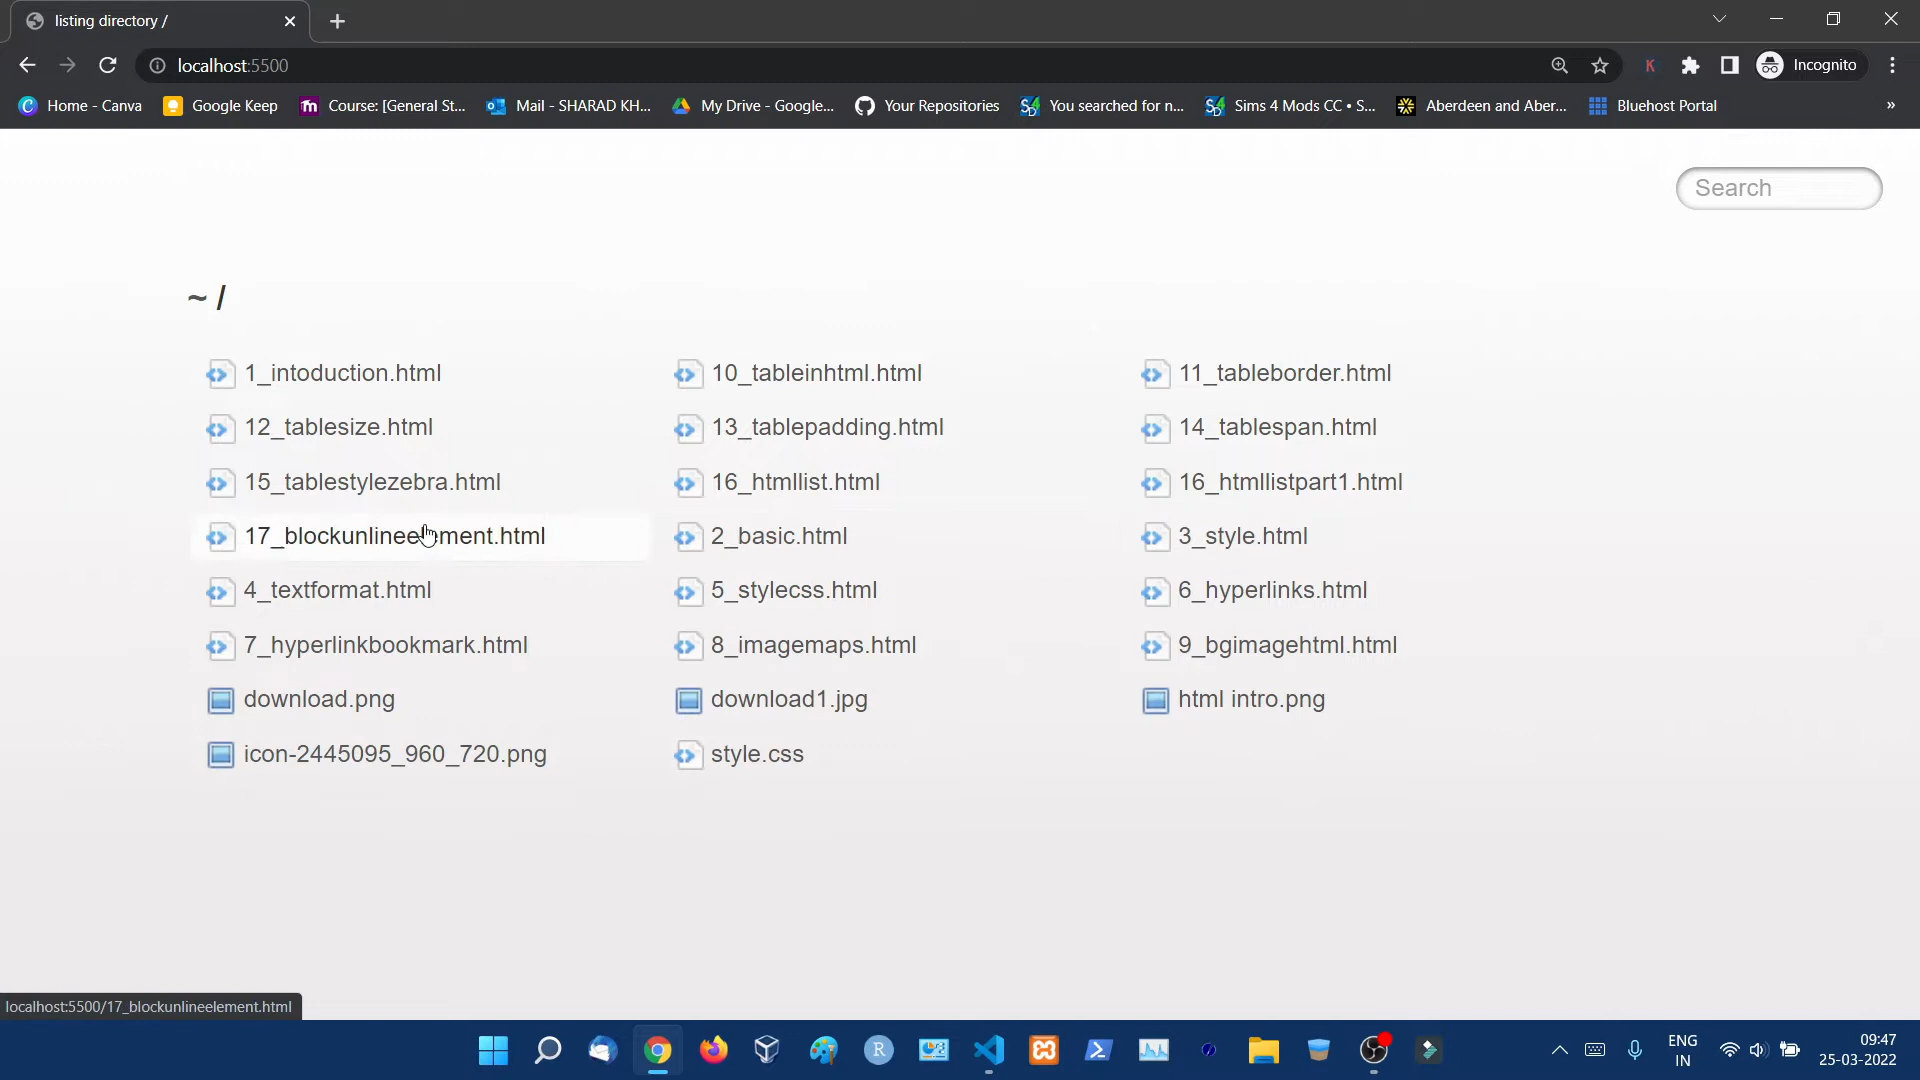 listing directory /
localhost:5500
Incognito
Home - Canva
Google Keep
Course: [General St...
Mail - SHARAD KH...
My Drive - Google...
Your Repositories
You searched for n...
Sims 4 Mods CC • S...
Aberdeen and Aber...
Bluehost Portal
»
Search
~ /
1_intoduction.html
10_tableinhtml.html
11_tableborder.html
12_tablesize.html
13_tablepadding.html
14_tablespan.html
15_tablestylezebra.html
16_htmllist.html
16_htmllistpart1.html
17_blockunlineelement.html
2_basic.html
3_style.html
4_textformat.html
5_stylecss.html
6_hyperlinks.html
7_hyperlinkbookmark.html
8_imagemaps.html
9_bgimagehtml.html
download.png
download1.jpg
html intro.png
icon-2445095_960_720.png
style.css
localhost:5500/17_blockunlineelement.html
ENG
IN
09:47
25-03-2022